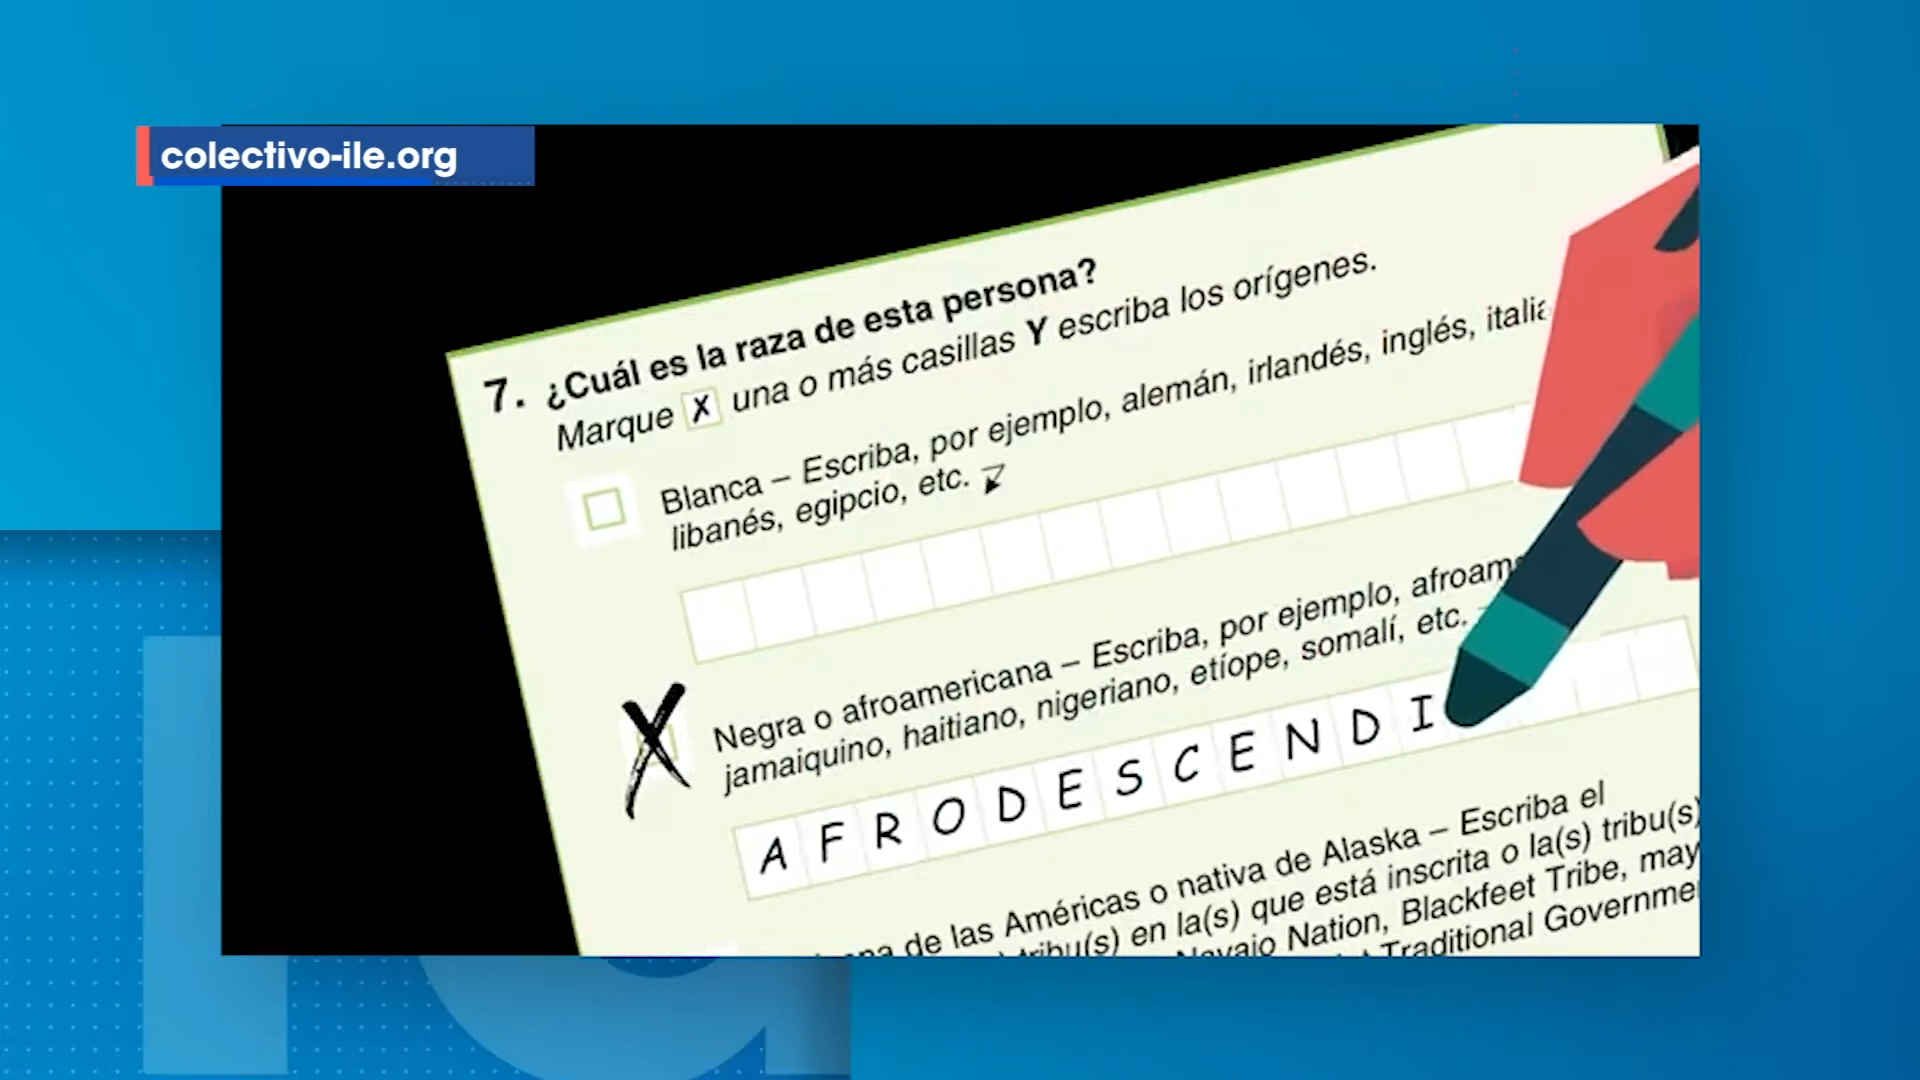 colectivo-ile.org
7. ¿Cuál es la raza de esta persona?
Marque X una o más casillas Y escriba los orígenes.
Blanca – Escriba, por ejemplo, alemán, irlandés, inglés,
libanés, egipcio, etc.
X Negra o afroamericana – Escriba, por ejemplo,
jamaiquino, haitiano, nigeriano, etíope, somalí, etc.
AFRODESCENDI
de las Américas o nativa de Alaska – Escriba el
tribu(s) en la(s) que está inscrita o la(s) tribu(s)
Navajo Nation, Blackfeet Tribe,
Traditional